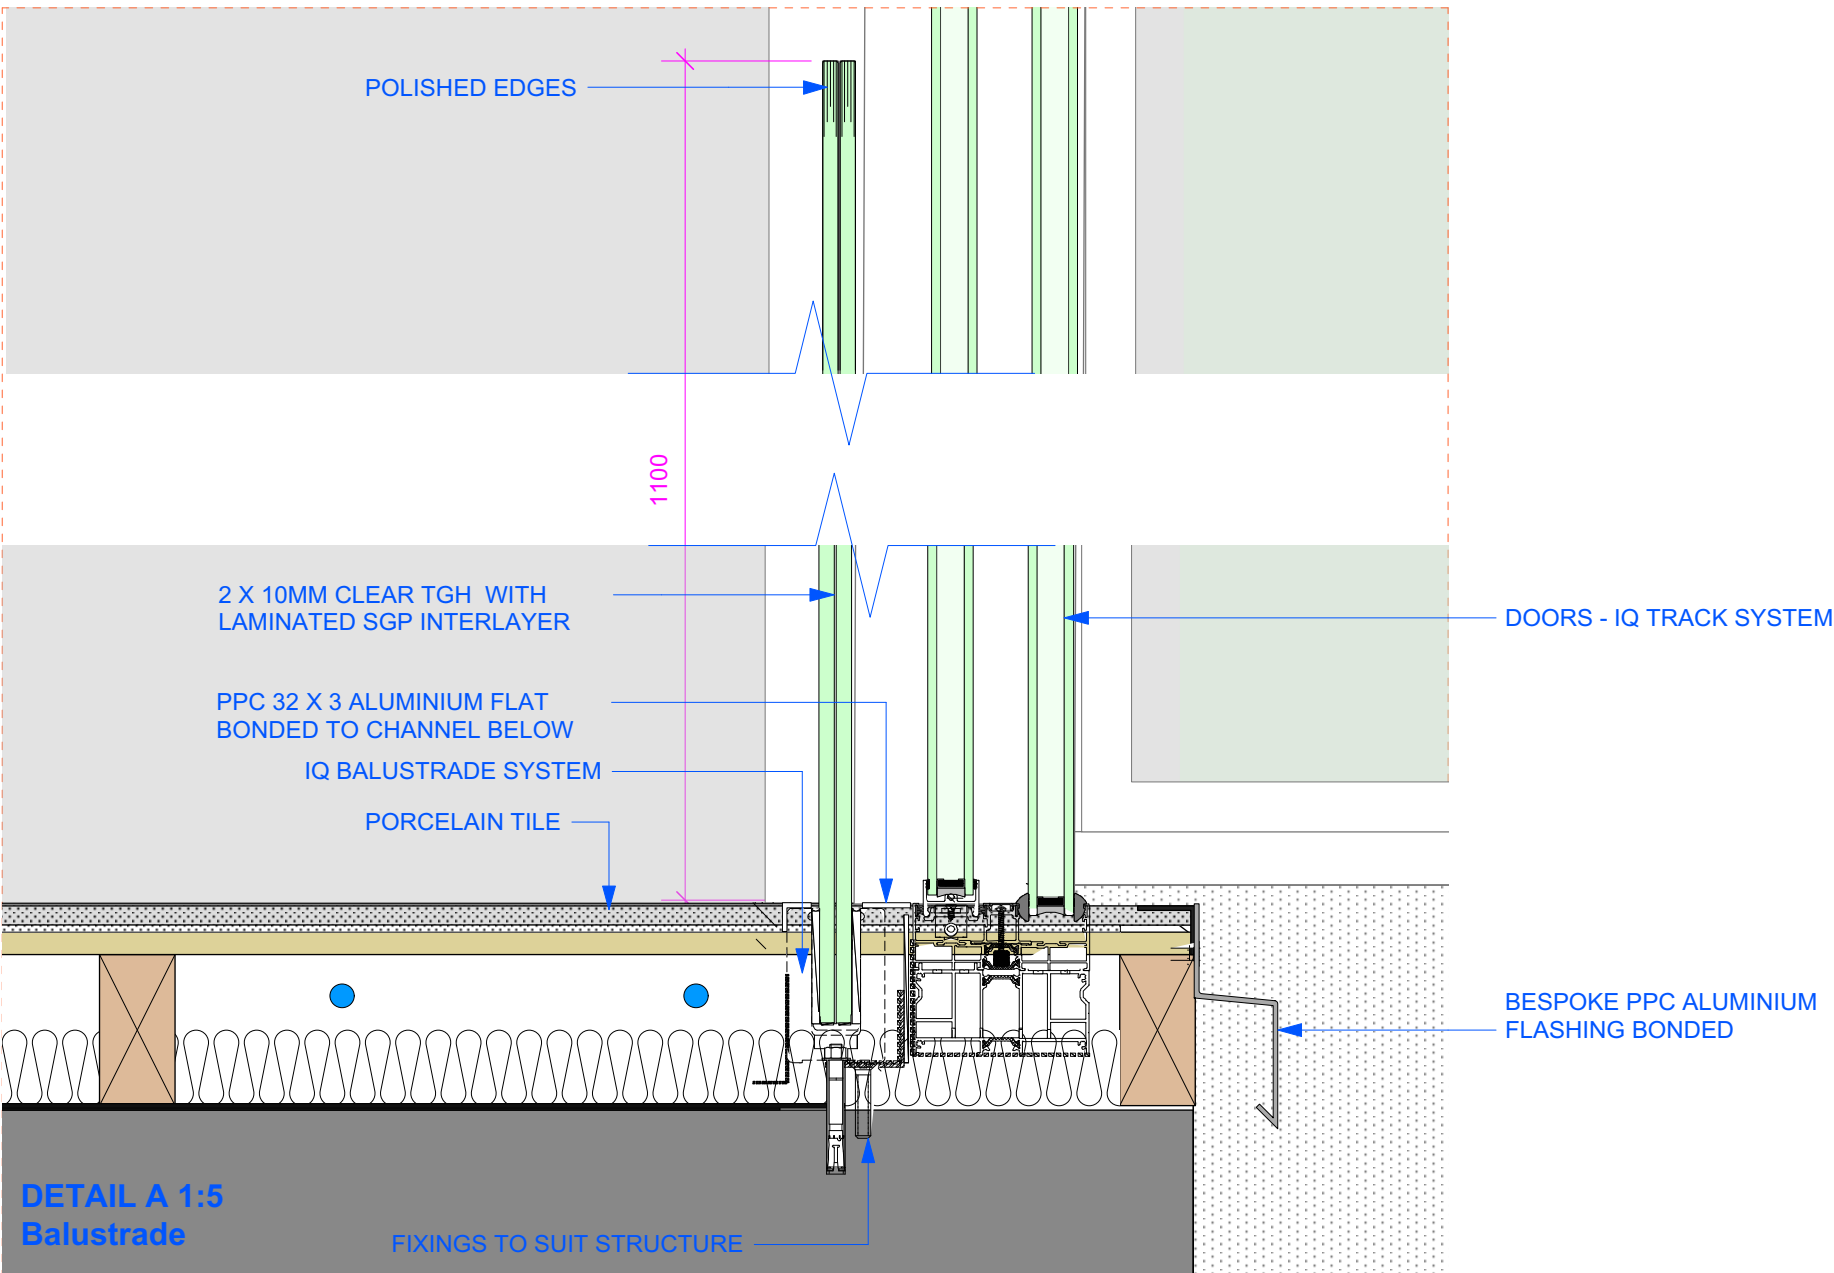 POLISHED EDGES
1100
2 X 10MM CLEAR TGH WITH
LAMINATED SGP INTERLAYER
DOORS - IQ TRACK SYSTEM
PPC 32 X 3 ALUMINIUM FLAT
BONDED TO CHANNEL BELOW
IQ BALUSTRADE SYSTEM
PORCELAIN TILE
BESPOKE PPC ALUMINIUM
FLASHING BONDED
DETAIL A 1:5
Balustrade
FIXINGS TO SUIT STRUCTURE